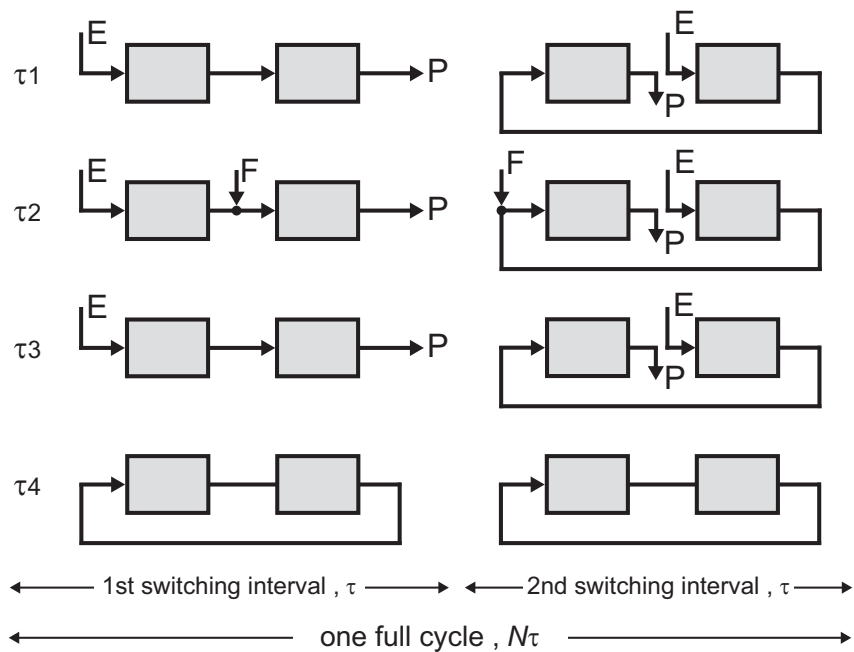 E E
τ1 P P
E F F E
τ2 P P
E E
τ3 P P
τ4
1st switching interval , τ 2nd switching interval , τ
one full cycle , Nτ